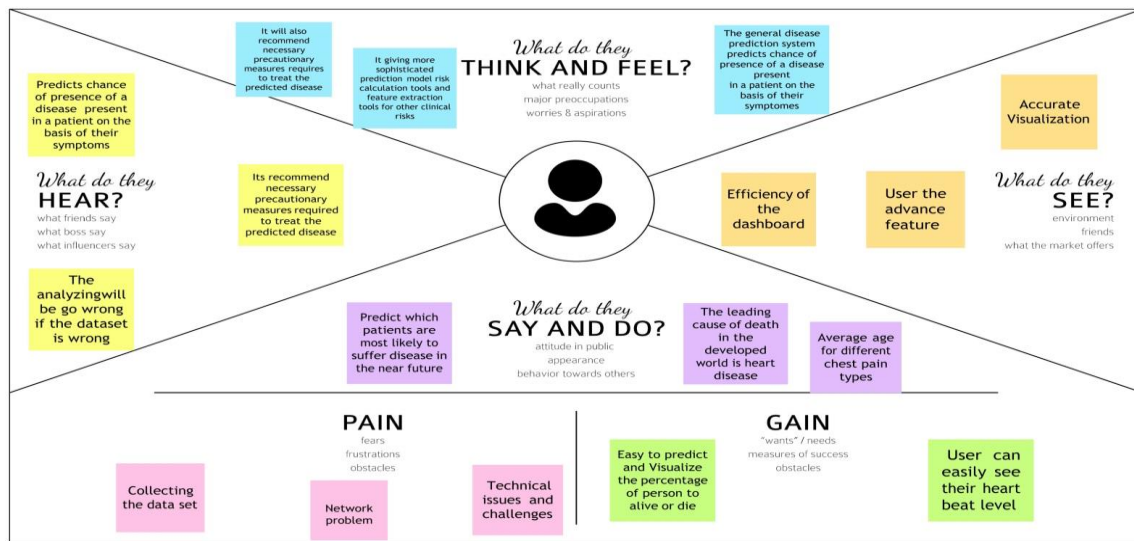 What do they
THINK AND FEEL?
what really counts
major preoccupations
worries & aspirations
It will also
recommend
necessary
precautionary
measures requires
to treat the
predicted disease
It giving more
sophisticated
prediction model risk
calculation tools and
feature extraction
tools for other clinical
risks
The general disease
prediction system
predicts chance of
presence of a disease
present
in a patient on the
basis of their
symptomes
Predicts chance
of presence of a
disease present
in a patient on the
basis of their
symptoms
What do they
HEAR?
what friends say
what boss say
what influencers say
Its recommend
necessary
precautionary
measures required
to treat the
predicted disease
The
analyzingwill
be go wrong
if the dataset
is wrong
Accurate
Visualization
Efficiency of
the
dashboard
User the
advance
feature
What do they
SEE?
environment
friends
what the market offers
Predict which
patients are
most likely to
suffer disease in
the near future
What do they
SAY AND DO?
attitude in public
appearance
behavior towards others
The leading
cause of death
in the
developed
world is heart
disease
Average age
for different
chest pain
types
PAIN
fears
frustrations
obstacles
Collecting
the data set
Network
problem
Technical
issues and
challenges
GAIN
"wants" / needs
measures of success
obstacles
Easy to predict
and Visualize
the percentage
of person to
alive or die
User can
easily see
their heart
beat level